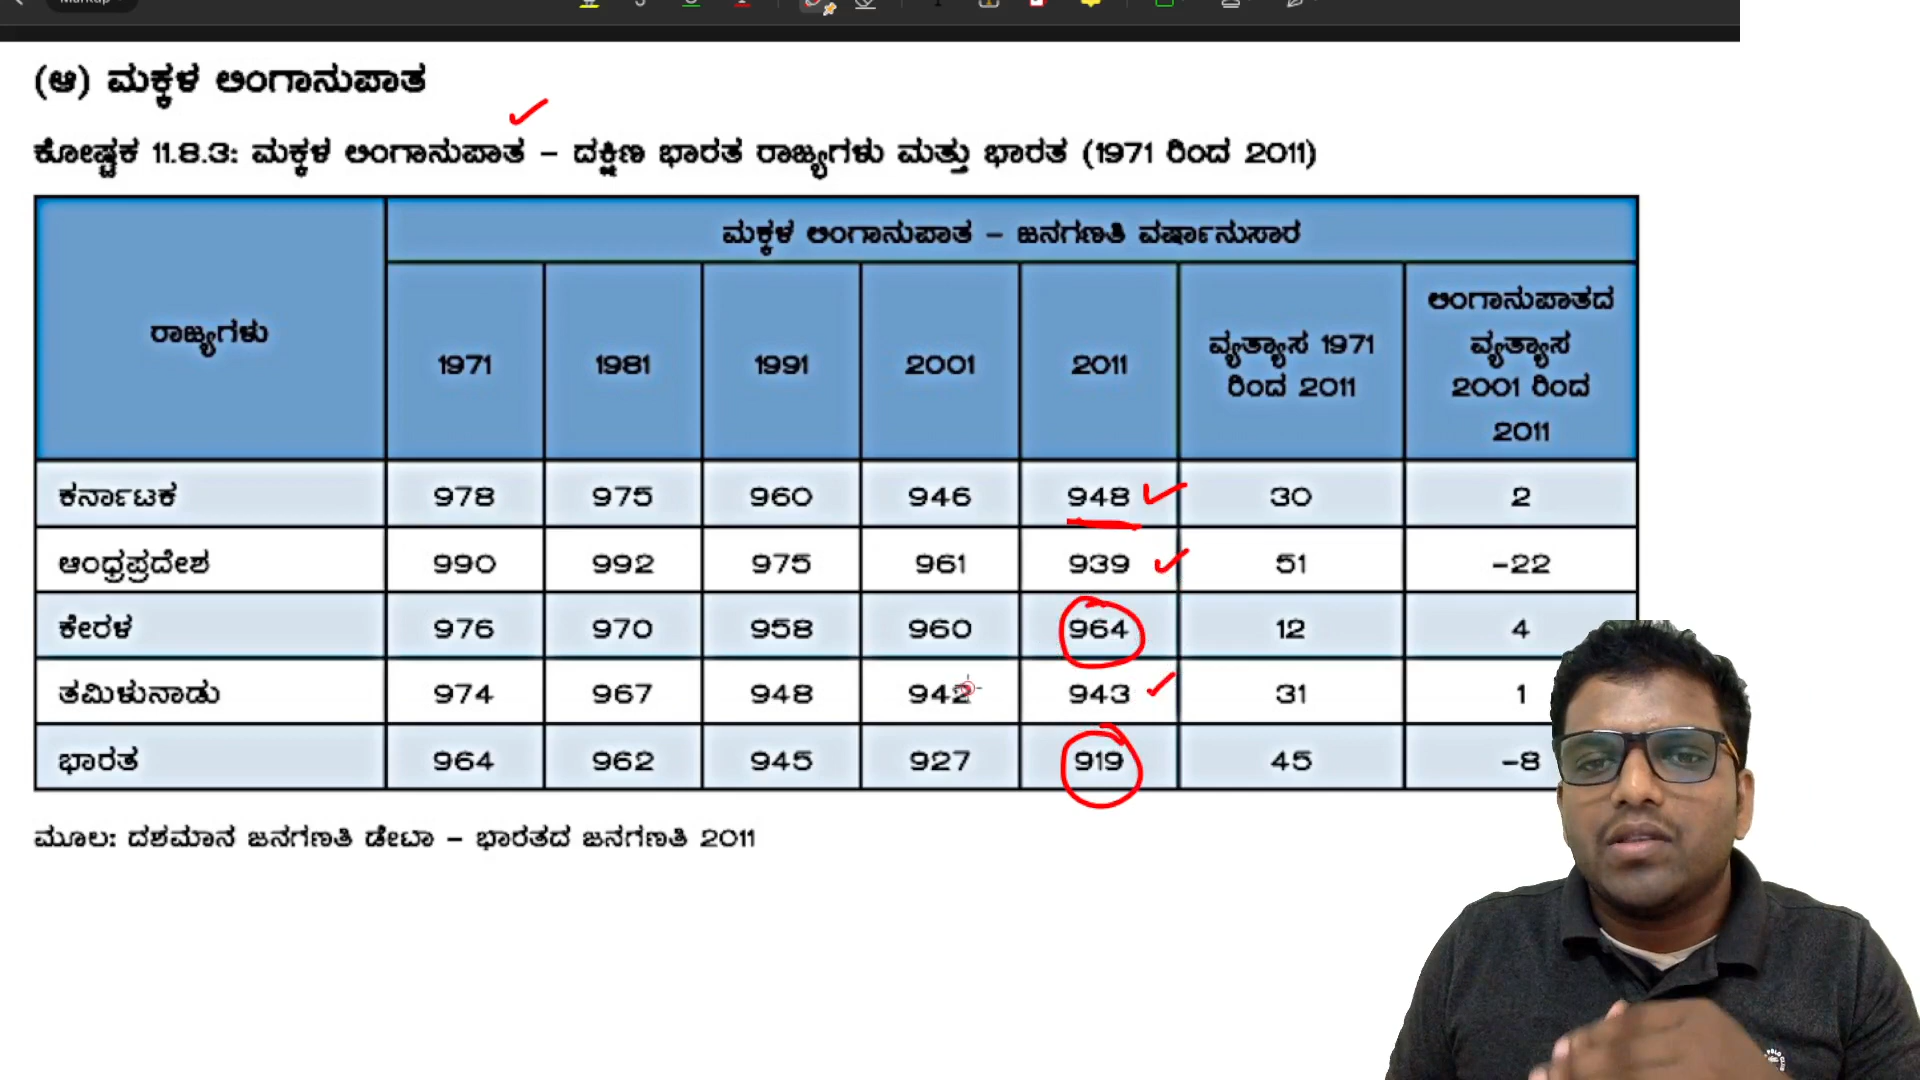 (ಆ) ಮಕ್ಕಳ ಲಿಂಗಾನುಪಾತ
ಕೋಷ್ಟಕ 11.8.3: ಮಕ್ಕಳ ಲಿಂಗಾನುಪಾತ – ದಕ್ಷಿಣ ಭಾರತ ರಾಜ್ಯಗಳು ಮತ್ತು ಭಾರತ (1971 ರಿಂದ 2011)
ಮಕ್ಕಳ ಲಿಂಗಾನುಪಾತ – ಜನಗಣತಿ ವರ್ಷಾನುಸಾರ
ರಾಜ್ಯಗಳು 1971 1981 1991 2001 2011 ವ್ಯತ್ಯಾಸ 1971 ರಿಂದ 2011 ಲಿಂಗಾನುಪಾತದ ವ್ಯತ್ಯಾಸ 2001 ರಿಂದ 2011
ಕರ್ನಾಟಕ 978 975 960 946 948 30 2
ಆಂಧ್ರಪ್ರದೇಶ 990 992 975 961 939 51 -22
ಕೇರಳ 976 970 958 960 964 12 4
ತಮಿಳುನಾಡು 974 967 948 942 943 31 1
ಭಾರತ 964 962 945 927 919 45 -8
ಮೂಲ: ದಶಮಾನ ಜನಗಣತಿ ಡೇಟಾ – ಭಾರತದ ಜನಗಣತಿ 2011